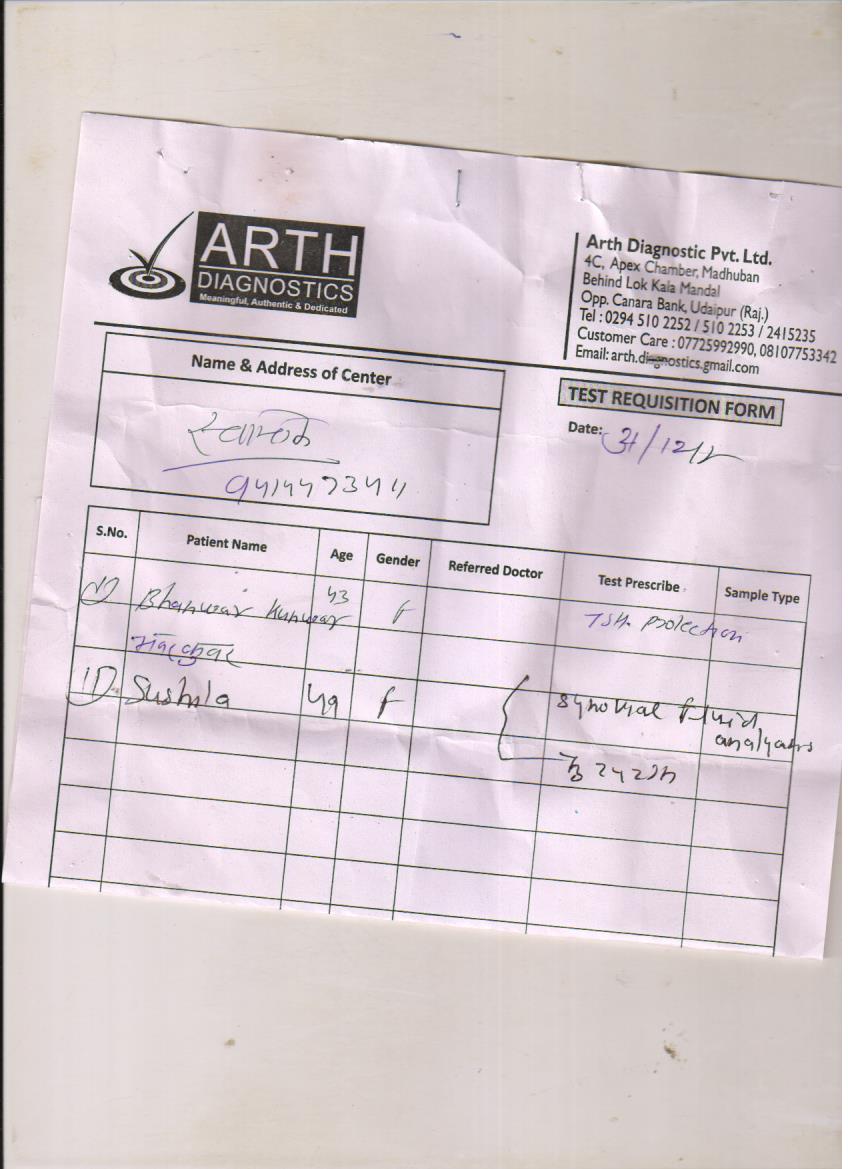 ARTH
DIAGNOSTICS
Meaningful, Authentic & Dedicated
Arth Diagnostic Pvt. Ltd.
4C, Apex Chamber, Madhuban
Behind Lok Kala Mandal
Opp. Canara Bank, Udaipur (Raj.)
Tel : 0294 510 2252 / 510 2253 / 2415235
Customer Care : 07725992990, 08107753342
Email: arth.diagnostics.gmail.com
Name & Address of Center
TEST REQUISITION FORM
Date: 31/12/
S.No. Patient Name Age Gender Referred Doctor Test Prescribe Sample Type
Bhanwar Kunwar 43 F TSH
Sushila 49 F synovial fluid